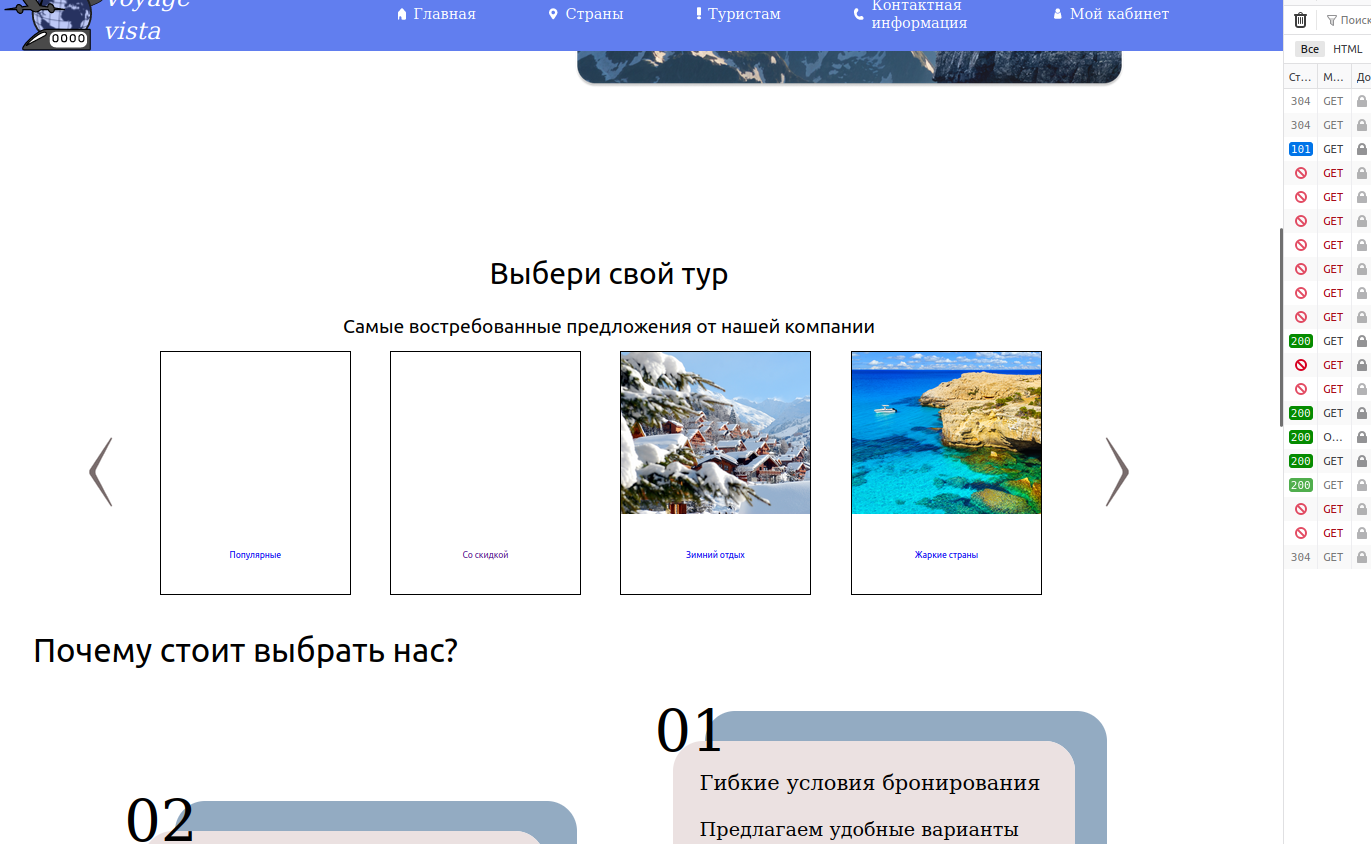 voyage
vista
Главная
Страны
Туристам
Контактная
информация
Мой кабинет
Выбери свой тур
Самые востребованные предложения от нашей компании
Популярные
Со скидкой
Зимний отдых
Жаркие страны
Почему стоит выбрать нас?
01
Гибкие условия бронирования
Предлагаем удобные варианты
02
Поиск
Все HTML
Ст... М... До
304 GET
304 GET
101 GET
GET
GET
GET
GET
GET
GET
GET
200 GET
GET
GET
200 GET
200 O...
200 GET
200 GET
GET
GET
304 GET